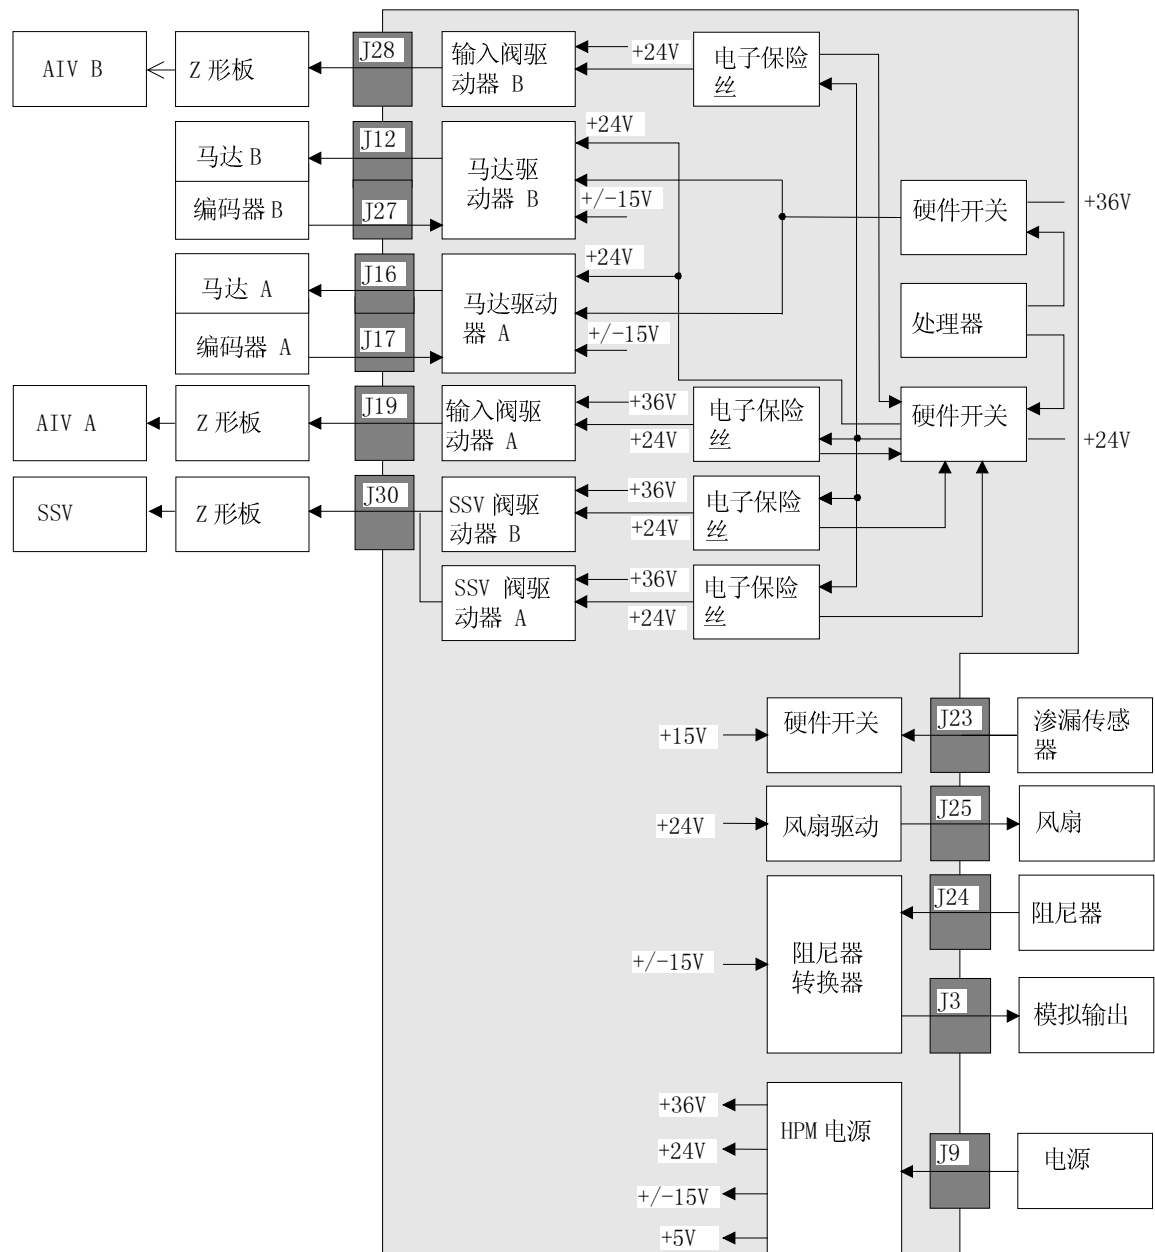 AIV B
Z 形板
J28
输入阀驱
动器 B
+24V
电子保险
丝
马达 B
J12
马达驱
动器 B
+24V
编码器 B
J27
+/-15V
硬件开关
+36V
马达 A
J16
马达驱动
器 A
+24V
处理器
编码器 A
J17
+/-15V
AIV A
Z 形板
J19
输入阀驱
动器 A
+36V
+24V
电子保险
丝
硬件开关
+24V
SSV
Z 形板
J30
SSV 阀驱
动器 B
+36V
+24V
电子保险
丝
SSV 阀驱
动器 A
+36V
+24V
电子保险
丝
+15V
硬件开关
J23
渗漏传感
器
+24V
风扇驱动
J25
风扇
+/-15V
阻尼器
转换器
J24
阻尼器
J3
模拟输出
+36V
+24V
+/-15V
+5V
HPM 电源
J9
电源